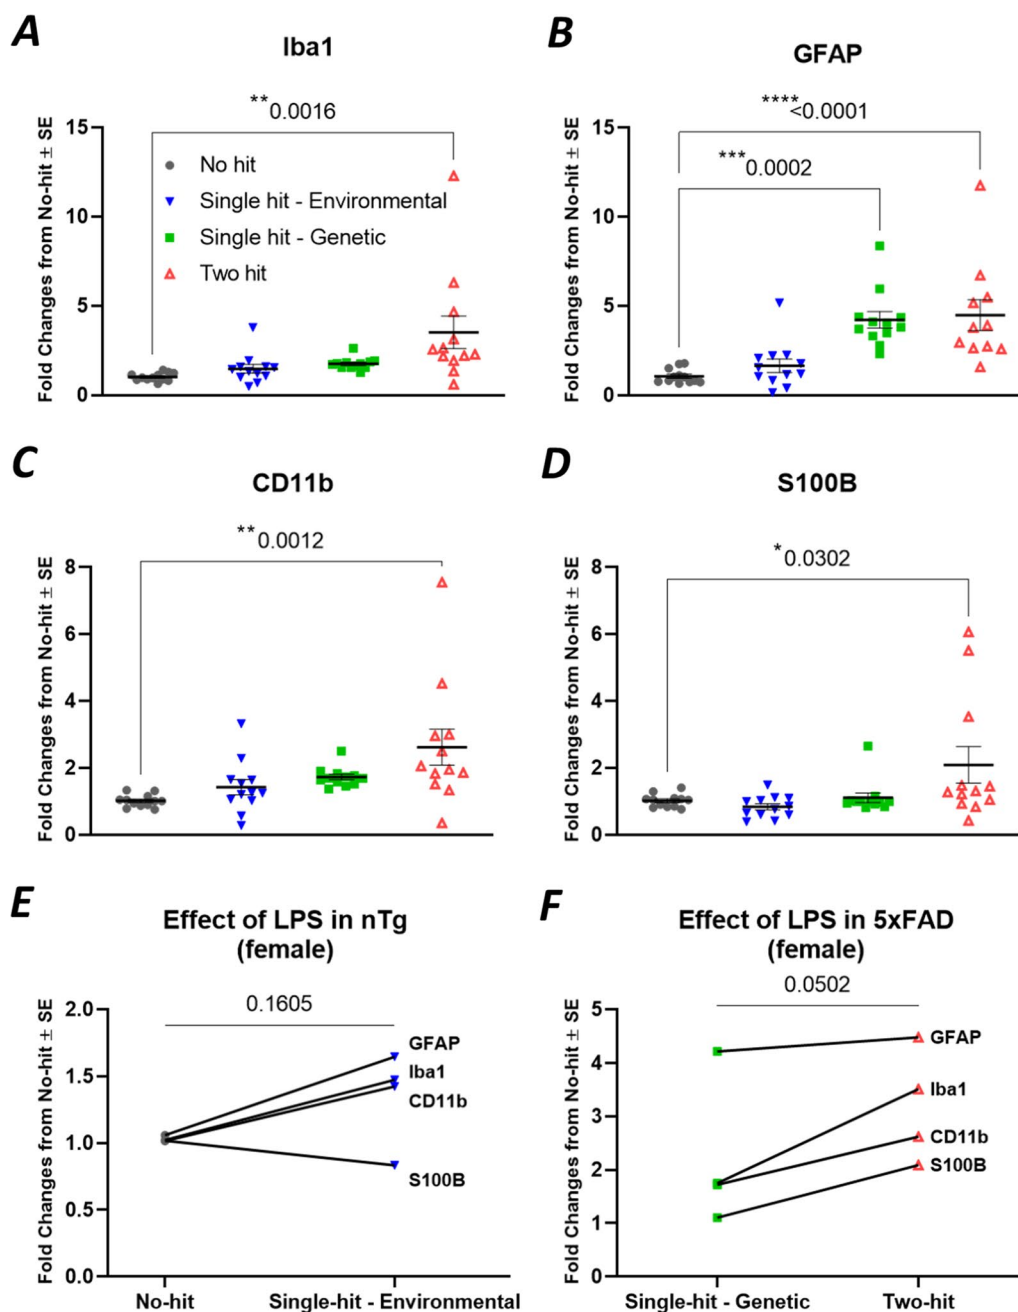 A
Iba1
**0.0016
Fold Changes from No-hit ± SE
15
10
5
0
No hit
Single hit - Environmental
Single hit - Genetic
Two hit
B
GFAP
****<0.0001
***0.0002
Fold Changes from No-hit ± SE
15
10
5
0
C
CD11b
**0.0012
Fold Changes from No-hit ± SE
8
6
4
2
0
D
S100B
*0.0302
Fold Changes from No-hit ± SE
8
6
4
2
0
E
Effect of LPS in nTg
(female)
0.1605
Fold Changes from No-hit ± SE
2.0
1.5
1.0
0.5
0.0
GFAP
Iba1
CD11b
S100B
No-hit
Single-hit - Environmental
F
Effect of LPS in 5xFAD
(female)
0.0502
Fold Changes from No-hit ± SE
5
4
3
2
1
0
GFAP
Iba1
CD11b
S100B
Single-hit - Genetic
Two-hit